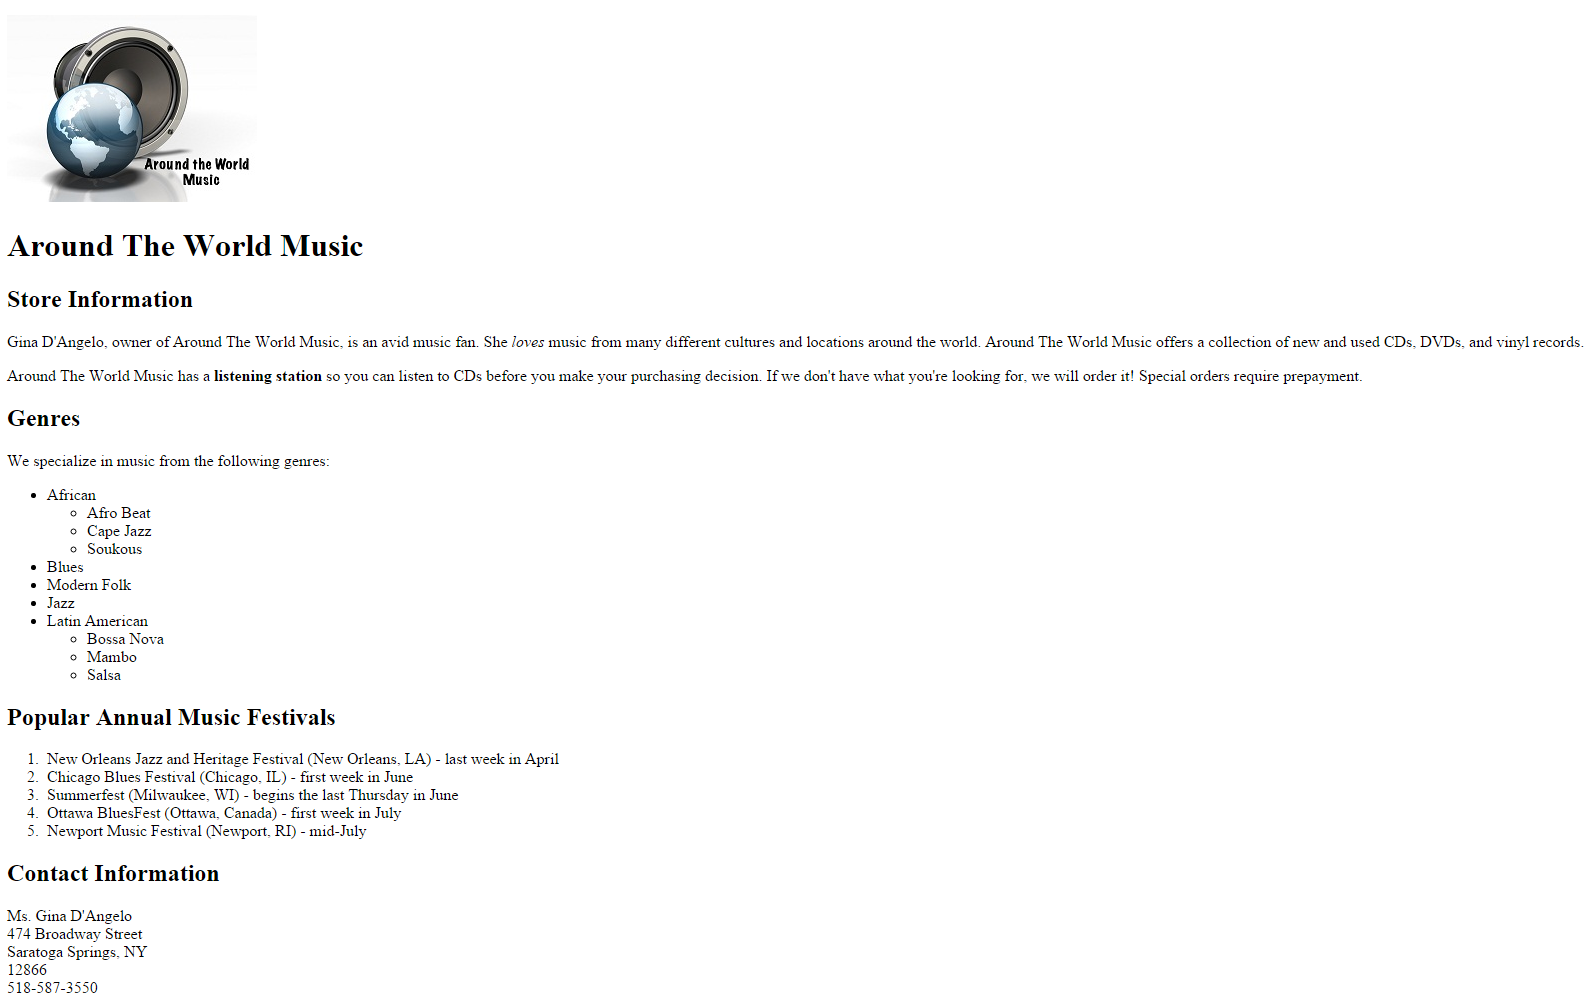 Around the World
Music
Around The World Music
Store Information
Gina D'Angelo, owner of Around The World Music, is an avid music fan. She loves music from many different cultures and locations around the world. Around The World Music offers a collection of new and used CDs, DVDs, and vinyl records.
Around The World Music has a listening station so you can listen to CDs before you make your purchasing decision. If we don't have what you're looking for, we will order it! Special orders require prepayment.
Genres
We specialize in music from the following genres:
• African
◦ Afro Beat
◦ Cape Jazz
◦ Soukous
• Blues
• Modern Folk
• Jazz
• Latin American
◦ Bossa Nova
◦ Mambo
◦ Salsa
Popular Annual Music Festivals
1. New Orleans Jazz and Heritage Festival (New Orleans, LA) - last week in April
2. Chicago Blues Festival (Chicago, IL) - first week in June
3. Summerfest (Milwaukee, WI) - begins the last Thursday in June
4. Ottawa BluesFest (Ottawa, Canada) - first week in July
5. Newport Music Festival (Newport, RI) - mid-July
Contact Information
Ms. Gina D'Angelo
474 Broadway Street
Saratoga Springs, NY
12866
518-587-3550